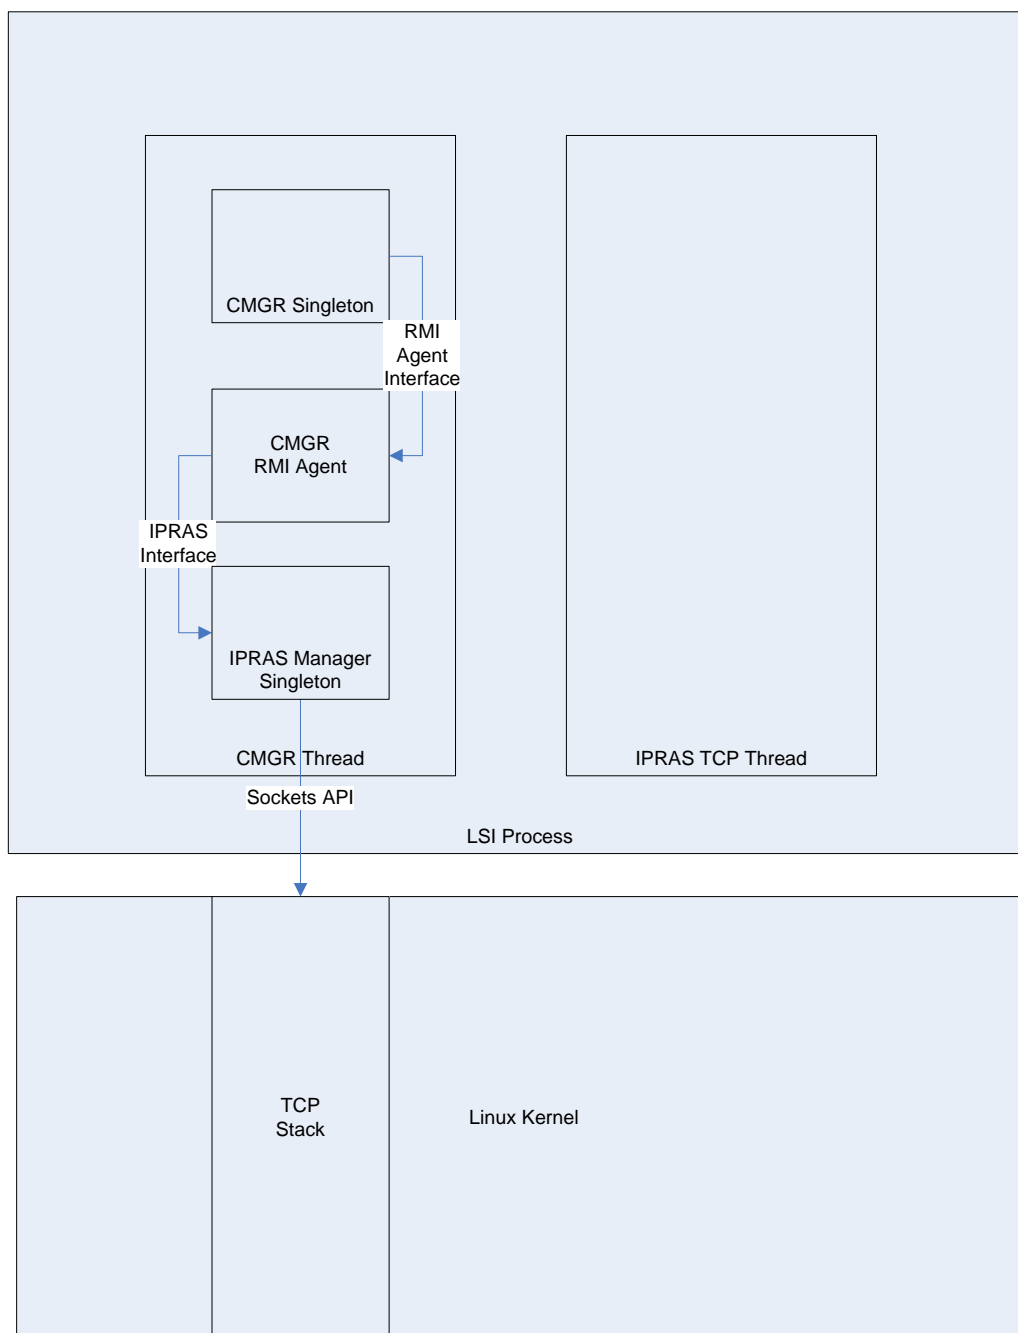 CMGR Singleton
RMI
Agent
Interface
CMGR
RMI Agent
IPRAS
Interface
IPRAS Manager
Singleton
CMGR Thread
IPRAS TCP Thread
Sockets API
LSI Process
TCP
Stack
Linux Kernel